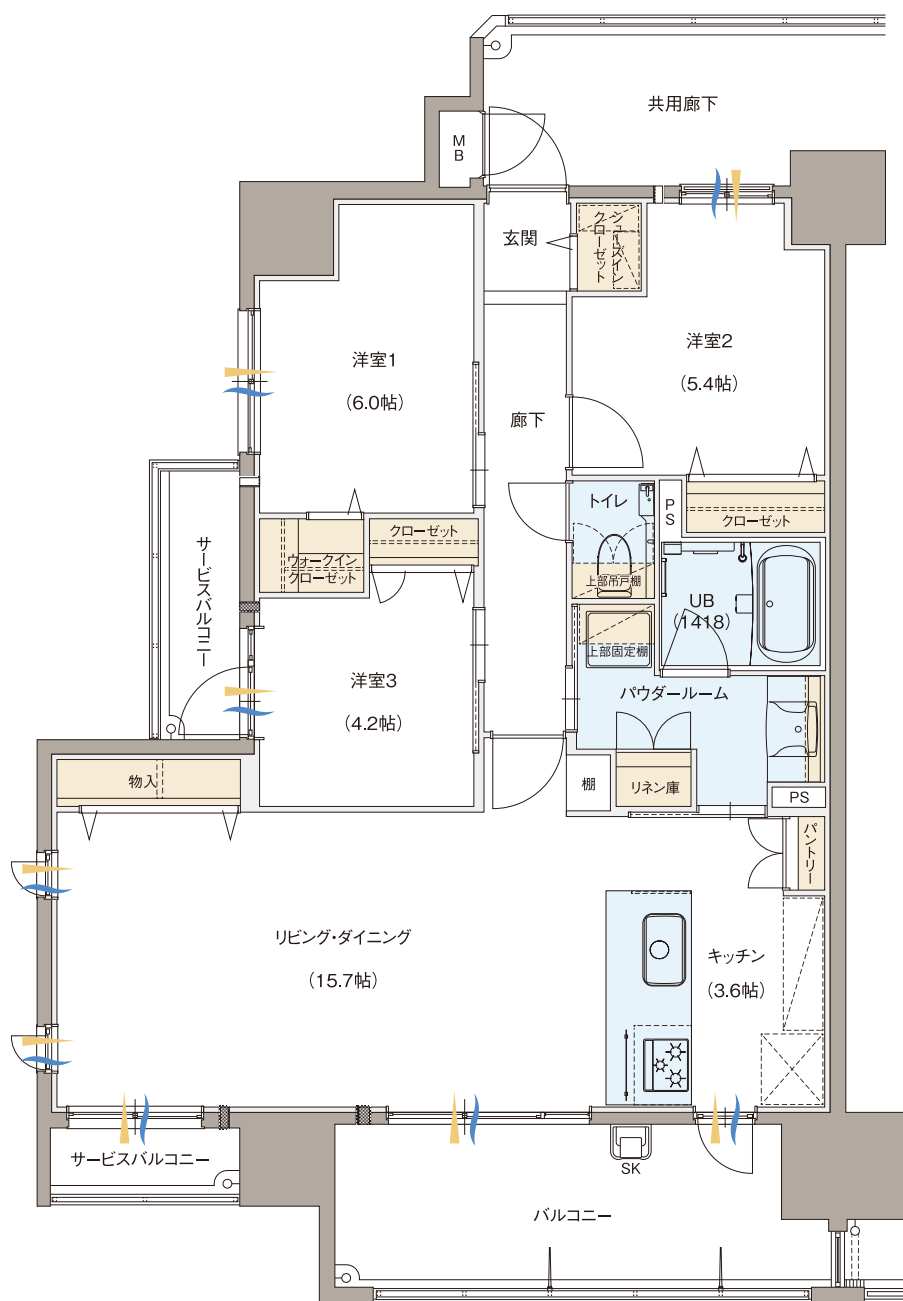 共用廊下
MB
玄関
シューズイン
クローゼット
洋室1
(6.0帖)
洋室2
(5.4帖)
廊下
トイレ
上部吊戸棚
PS
クローゼット
クローゼット
ウォークイン
クローゼット
サービスバルコニー
UB
(1418)
上部固定棚
パウダールーム
洋室3
(4.2帖)
物入
棚
リネン庫
PS
パントリー
リビング・ダイニング
(15.7帖)
キッチン
(3.6帖)
サービスバルコニー
SK
バルコニー